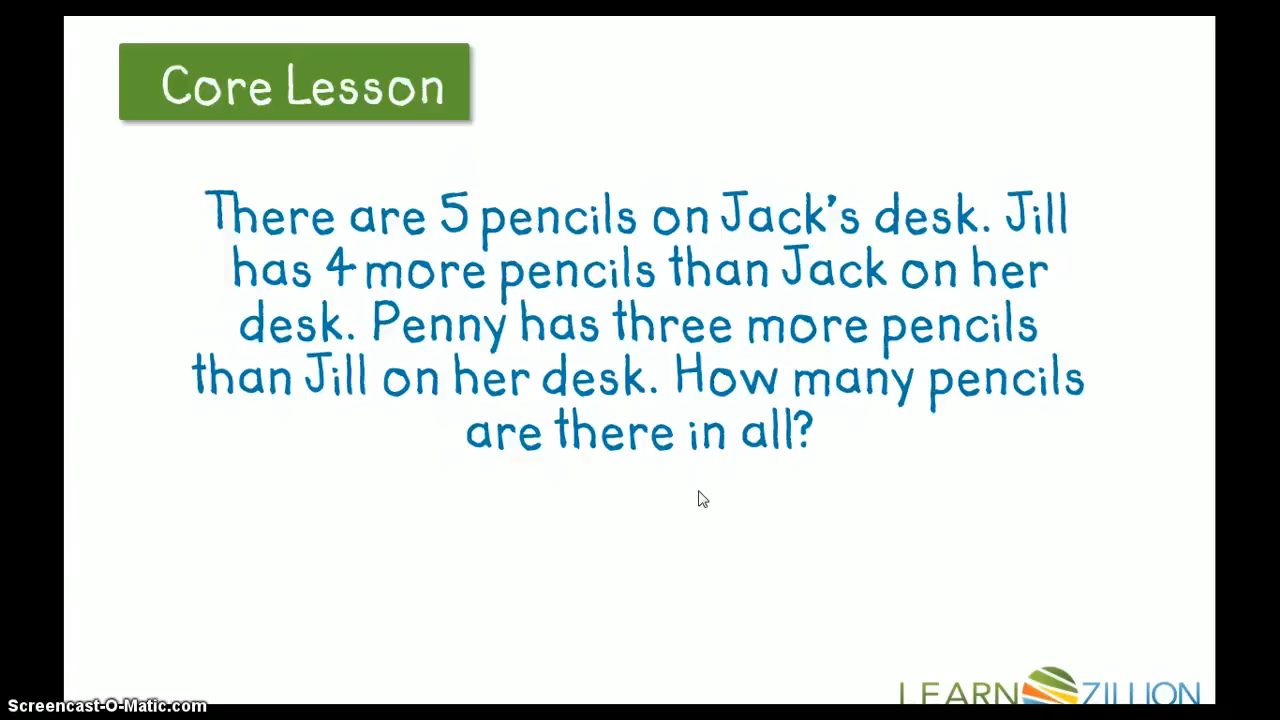 Core Lesson
There are 5 pencils on Jack's desk. Jill
has 4 more pencils than Jack on her
desk. Penny has three more pencils
than Jill on her desk. How many pencils
are there in all?
LEARN ZILLION
Screencast-O-Matic.com